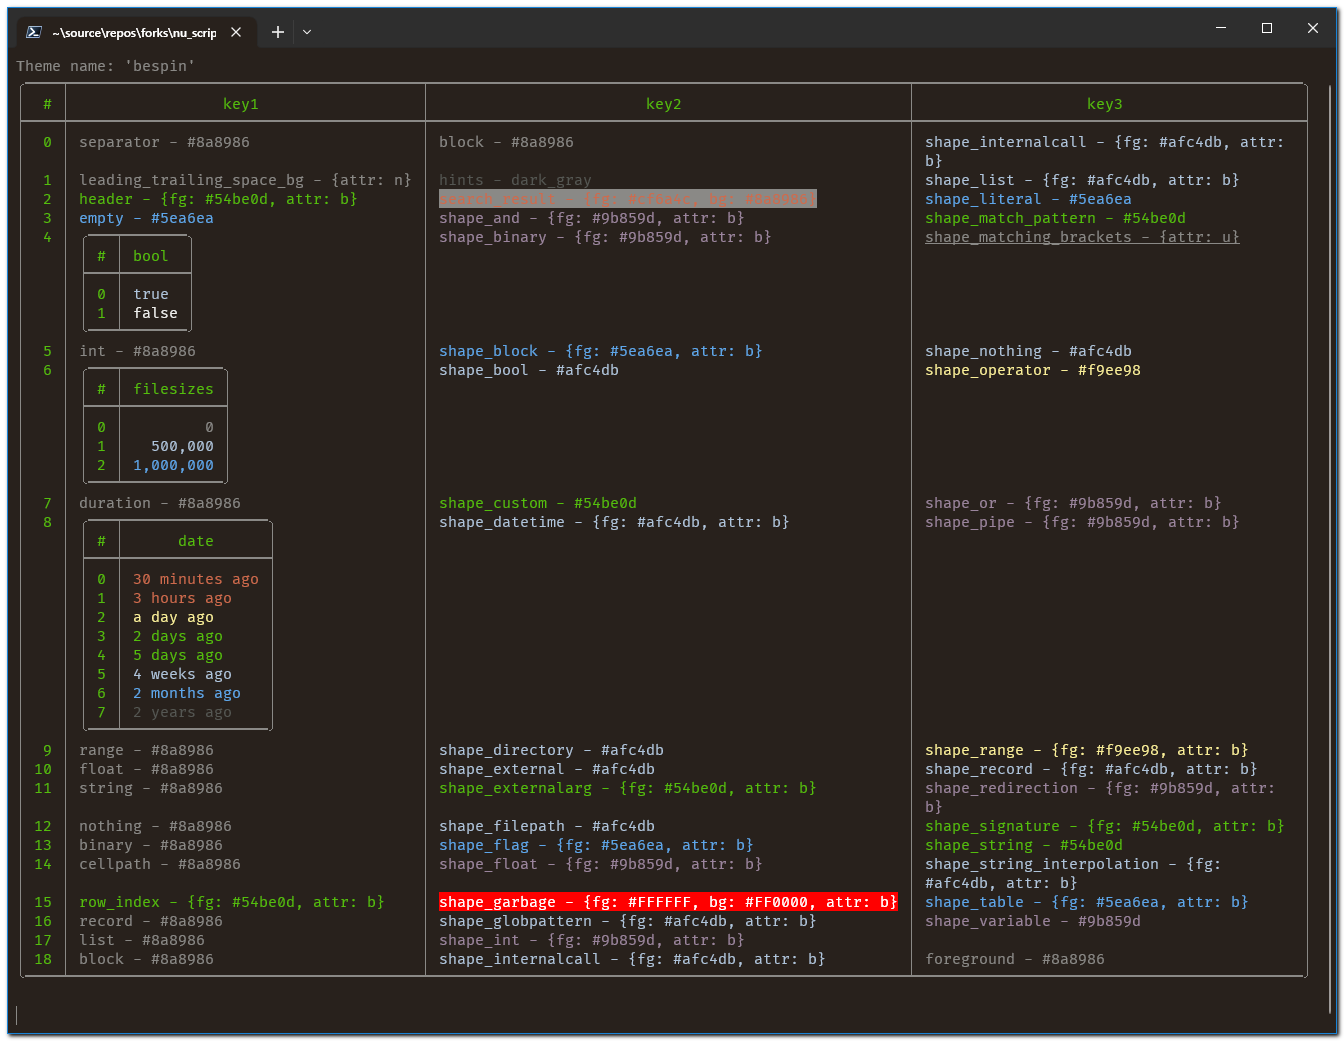 ~\source\repos\forks\nu_scrip
Theme name: 'bespin'
# key1 key2 key3
0 separator - #8a8986 block - #8a8986 shape_internalcall - {fg: #afc4db, attr:
b}
1 leading_trailing_space_bg - {attr: n} hints - dark_gray shape_list - {fg: #afc4db, attr: b}
2 header - {fg: #54be0d, attr: b} search_result - {fg: bg: #8a8986} shape_literal - #5ea6ea
3 empty - #5ea6ea shape_and - {fg: #9b859d, attr: b} shape_match_pattern - #54be0d
4 shape_binary - {fg: #9b859d, attr: b} shape_matching_brackets - {attr: u}
# bool
0 true
1 false
5 int - #8a8986 shape_block - {fg: #5ea6ea, attr: b} shape_nothing - #afc4db
6 shape_bool - #afc4db shape_operator - #f9ee98
# filesizes
0 0
1 500,000
2 1,000,000
7 duration - #8a8986 shape_custom - #54be0d shape_or - {fg: #9b859d, attr: b}
8 shape_datetime - {fg: #afc4db, attr: b} shape_pipe - {fg: #9b859d, attr: b}
# date
0 30 minutes ago
1 3 hours ago
2 a day ago
3 2 days ago
4 5 days ago
5 4 weeks ago
6 2 months ago
7 2 years ago
9 range - #8a8986 shape_directory - #afc4db shape_range - {fg: #f9ee98, attr: b}
10 float - #8a8986 shape_external - #afc4db shape_record - {fg: #afc4db, attr: b}
11 string - #8a8986 shape_externalarg - {fg: #54be0d, attr: b} shape_redirection - {fg: #9b859d, attr:
b}
12 nothing - #8a8986 shape_filepath - #afc4db shape_signature - {fg: #54be0d, attr: b}
13 binary - #8a8986 shape_flag - {fg: #5ea6ea, attr: b} shape_string - #54be0d
14 cellpath - #8a8986 shape_float - {fg: #9b859d, attr: b} shape_string_interpolation - {fg:
#afc4db, attr: b}
15 row_index - {fg: #54be0d, attr: b} shape_garbage - {fg: #FFFFFF, bg: #FF0000, attr: b} shape_table - {fg: #5ea6ea, attr: b}
16 record - #8a8986 shape_globpattern - {fg: #afc4db, attr: b} shape_variable - #9b859d
17 list - #8a8986 shape_int - {fg: #9b859d, attr: b}
18 block - #8a8986 shape_internalcall - {fg: #afc4db, attr: b} foreground - #8a8986